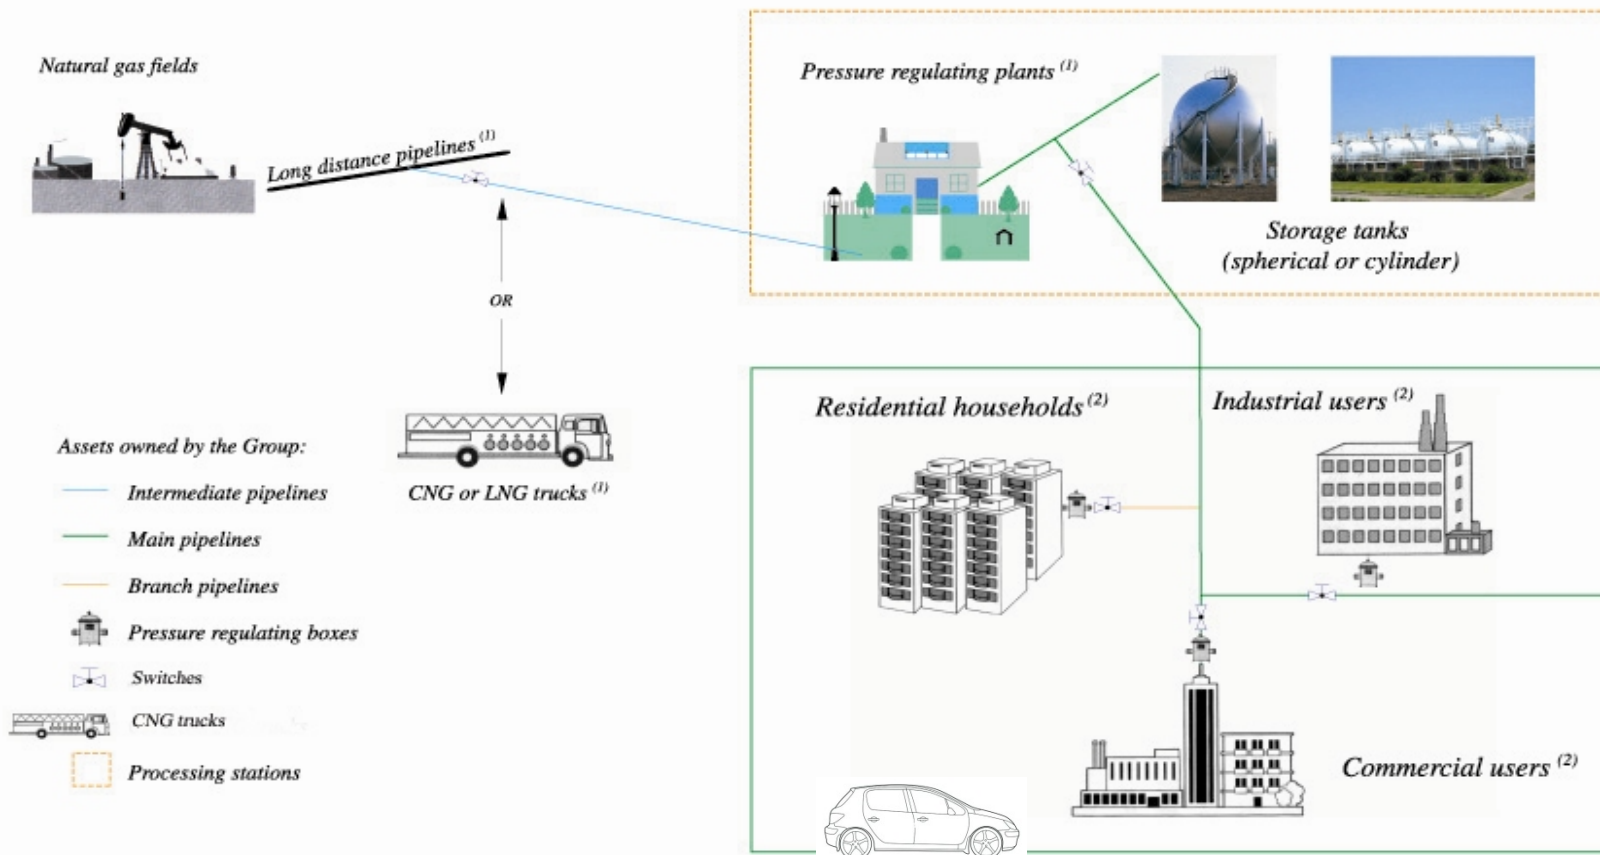 Natural gas fields
Long distance pipelines (1)
OR
CNG or LNG trucks (1)
Pressure regulating plants (1)
Storage tanks
(spherical or cylinder)
Residential households (2)
Industrial users (2)
Commercial users (2)
Assets owned by the Group:
Intermediate pipelines
Main pipelines
Branch pipelines
Pressure regulating boxes
Switches
CNG trucks
Processing stations